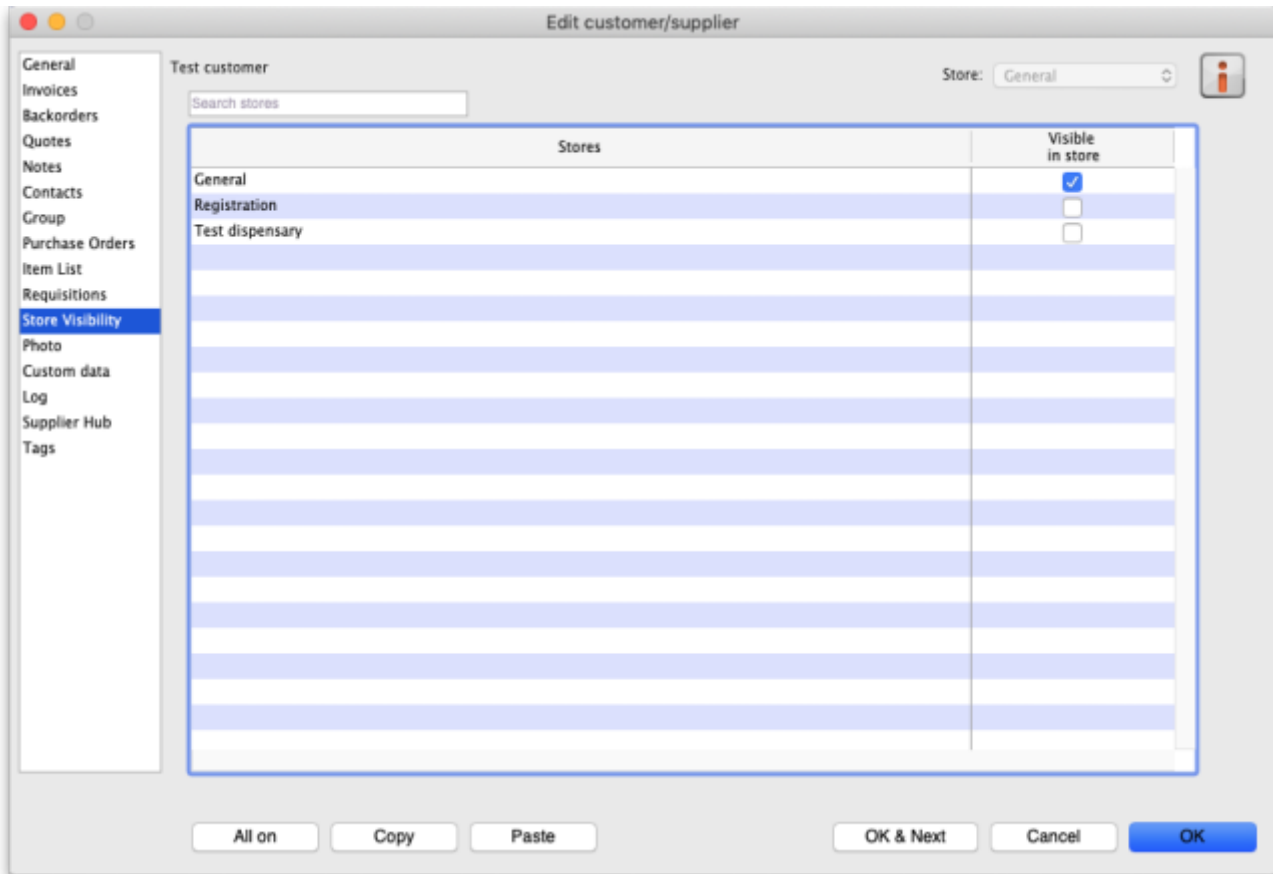 Edit customer/supplier
General
Invoices
Backorders
Quotes
Notes
Contacts
Group
Purchase Orders
Item List
Requisitions
Store Visibility
Photo
Custom data
Log
Supplier Hub
Tags
Test customer
Store: General
Search stores
Stores
Visible
in store
General
Registration
Test dispensary
All on
Copy
Paste
OK & Next
Cancel
OK